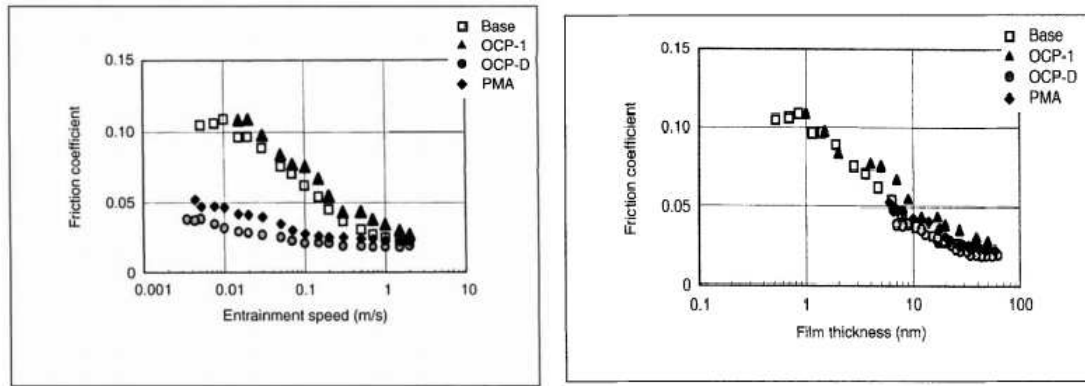 Base
OCP-1
OCP-D
PMA
0.15
0.10
0.05
0
Friction coefficient
0.001
0.01
0.1
1
10
Entrainment speed (m/s)
Base
OCP-1
OCP-D
PMA
0.15
0.10
0.05
0
Friction coefficient
0.1
1
10
100
Film thickness (nm)